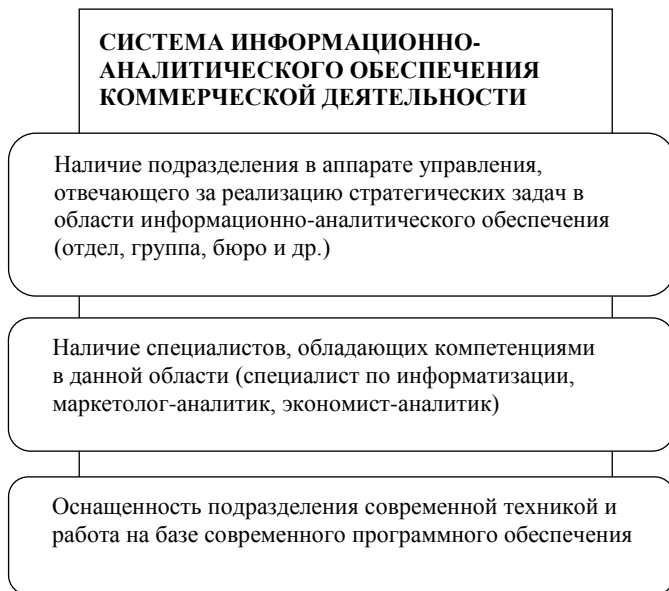 СИСТЕМА ИНФОРМАЦИОННО-
АНАЛИТИЧЕСКОГО ОБЕСПЕЧЕНИЯ
КОММЕРЧЕСКОЙ ДЕЯТЕЛЬНОСТИ
Наличие подразделения в аппарате управления,
отвечающего за реализацию стратегических задач в
области информационно-аналитического обеспечения
(отдел, группа, бюро и др.)
Наличие специалистов, обладающих компетенциями
в данной области (специалист по информатизации,
маркетолог-аналитик, экономист-аналитик)
Оснащенность подразделения современной техникой и
работа на базе современного программного обеспечения